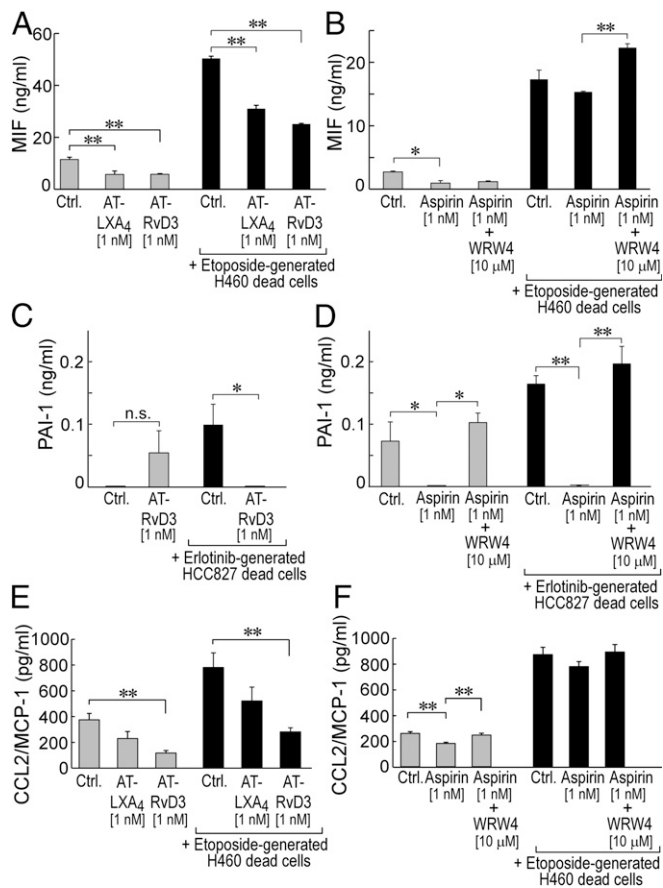 A
MIF (ng/ml)
60
40
20
0
**
**
**
**
Ctrl. AT- AT- Ctrl. AT- AT-
LXA4 RvD3 LXA4 RvD3
[1 nM] [1 nM] [1 nM] [1 nM]
+ Etoposide-generated
H460 dead cells
B
MIF (ng/ml)
20
10
0
*
**
Ctrl. Aspirin Aspirin Ctrl. Aspirin Aspirin
[1 nM] [1 nM] [1 nM] [1 nM]
+ +
WRW4 WRW4
[10 µM] [10 µM]
+ Etoposide-generated
H460 dead cells
C
PAI-1 (ng/ml)
0.2
0.1
0
n.s.
*
Ctrl. AT- Ctrl. AT-
RvD3 RvD3
[1 nM] [1 nM]
+ Erlotinib-generated
HCC827 dead cells
D
PAI-1 (ng/ml)
0.2
0.1
0
*
*
**
**
Ctrl. Aspirin Aspirin Ctrl. Aspirin Aspirin
[1 nM] [1 nM] [1 nM] [1 nM]
+ +
WRW4 WRW4
[10 µM] [10 µM]
+ Erlotinib-generated
HCC827 dead cells
E
CCL2/MCP-1 (pg/ml)
1000
800
600
400
200
0
**
**
Ctrl. AT- AT- Ctrl. AT- AT-
LXA4 RvD3 LXA4 RvD3
[1 nM] [1 nM] [1 nM] [1 nM]
+ Etoposide-generated
H460 dead cells
F
CCL2/MCP-1 (pg/ml)
1000
800
600
400
200
0
**
**
Ctrl. Aspirin Aspirin Ctrl. Aspirin Aspirin
[1 nM] [1 nM] [1 nM] [1 nM]
+ +
WRW4 WRW4
[10 µM] [10 µM]
+ Etoposide-generated
H460 dead cells